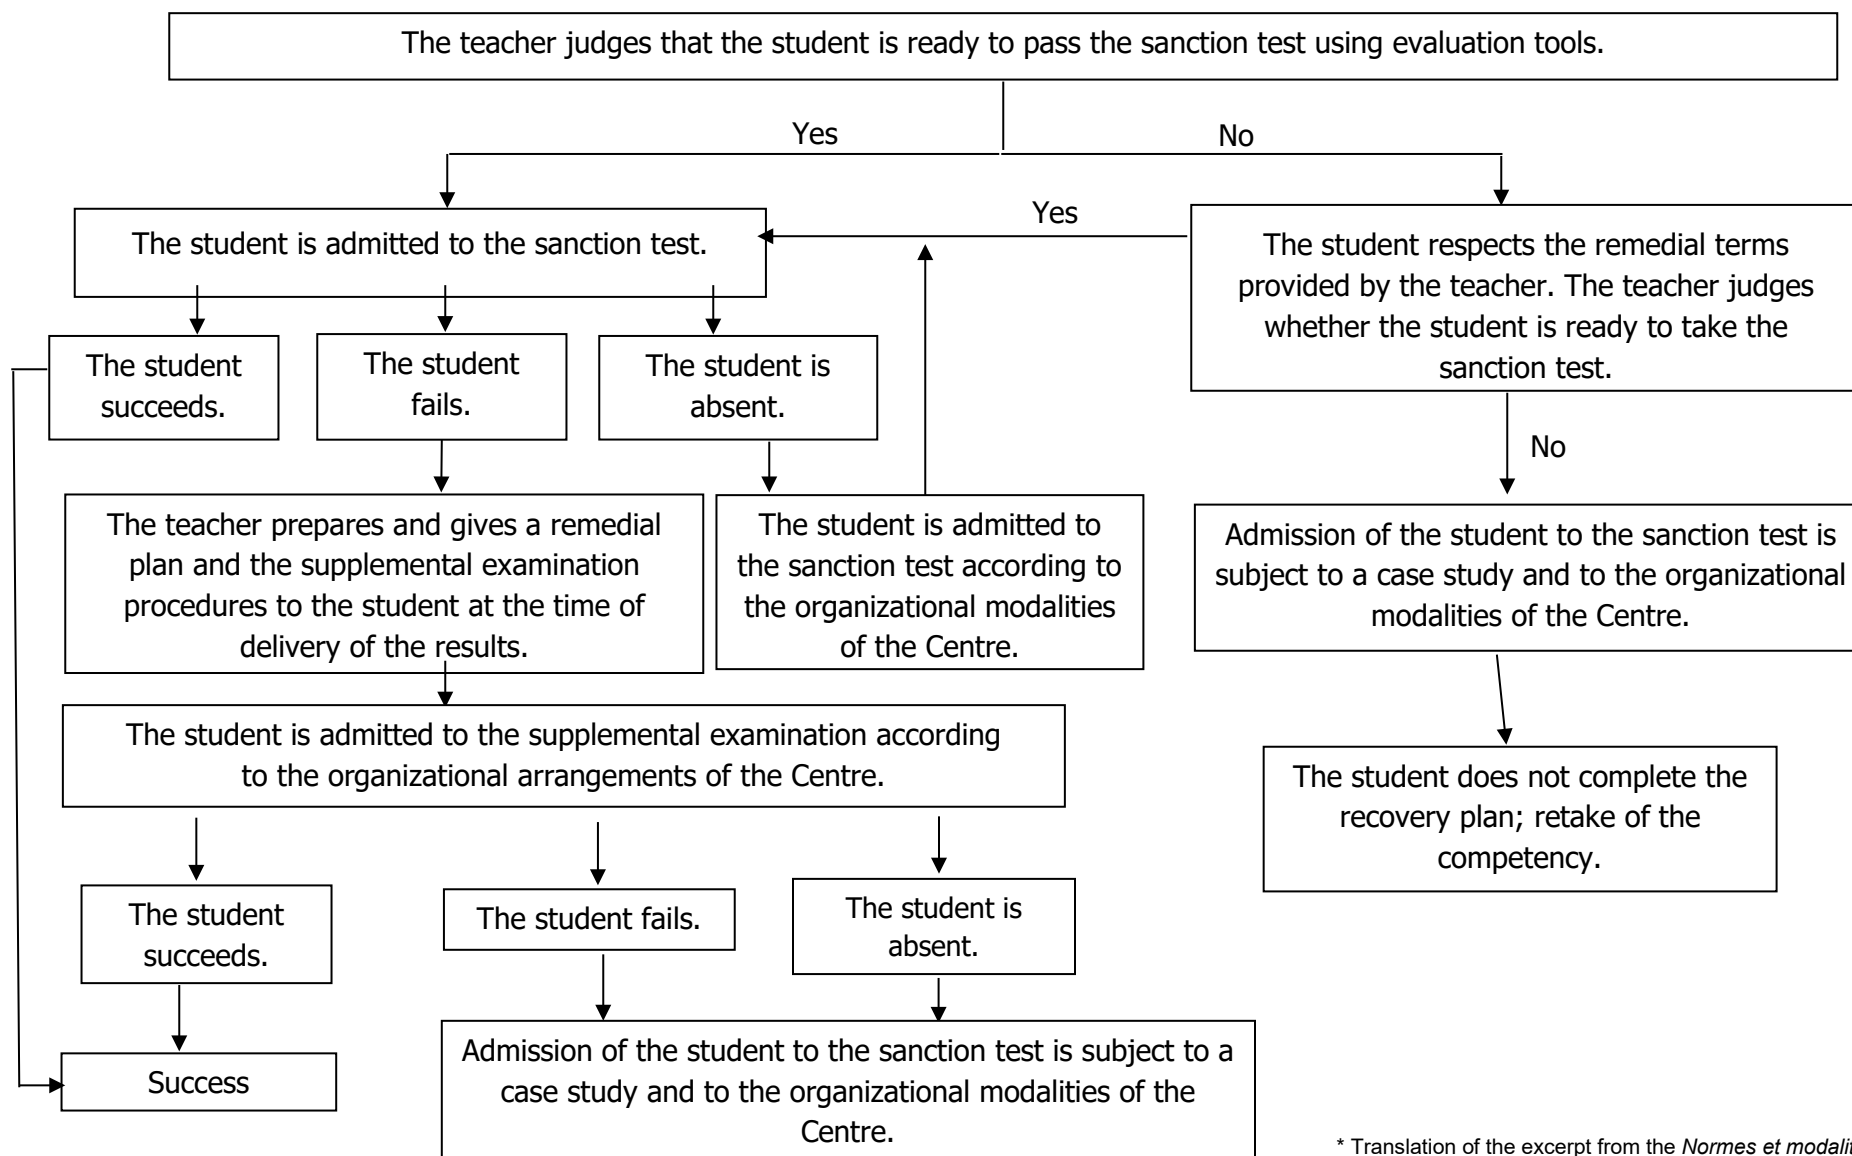 The teacher judges that the student is ready to pass the sanction test using evaluation tools.
Yes
No
The student is admitted to the sanction test.
Yes
The student respects the remedial terms
provided by the teacher. The teacher judges
whether the student is ready to take the
sanction test.
The student
succeeds.
The student
fails.
The student is
absent.
No
The teacher prepares and gives a remedial
plan and the supplemental examination
procedures to the student at the time of
delivery of the results.
The student is admitted to
the sanction test according to
the organizational modalities
of the Centre.
Admission of the student to the sanction test is
subject to a case study and to the organizational
modalities of the Centre.
The student is admitted to the supplemental examination according
to the organizational arrangements of the Centre.
The student does not complete the
recovery plan; retake of the
competency.
The student
succeeds.
The student fails.
The student is
absent.
Success
Admission of the student to the sanction test is subject to a
case study and to the organizational modalities of the
Centre.
* Translation of the excerpt from the Normes et modalit